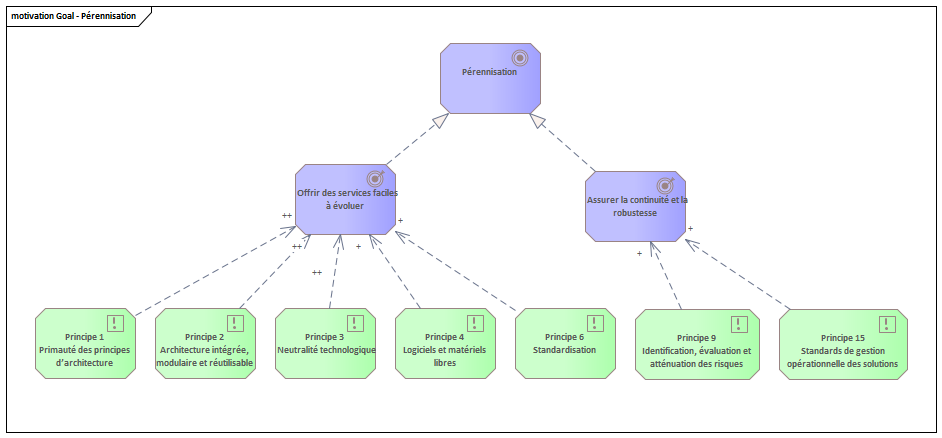 motivation Goal - Pérennisation
Pérennisation
Offrir des services faciles
à évoluer
Assurer la continuité et la
robustesse
++
++
++
+
+
+
+
Principe 1
Primauté des principes
d'architecture
Principe 2
Architecture intégrée,
modulaire et réutilisable
Principe 3
Neutralité technologique
Principe 4
Logiciels et matériels
libres
Principe 6
Standardisation
Principe 9
Identification, évaluation et
atténuation des risques
Principe 15
Standards de gestion
opérationnelle des solutions